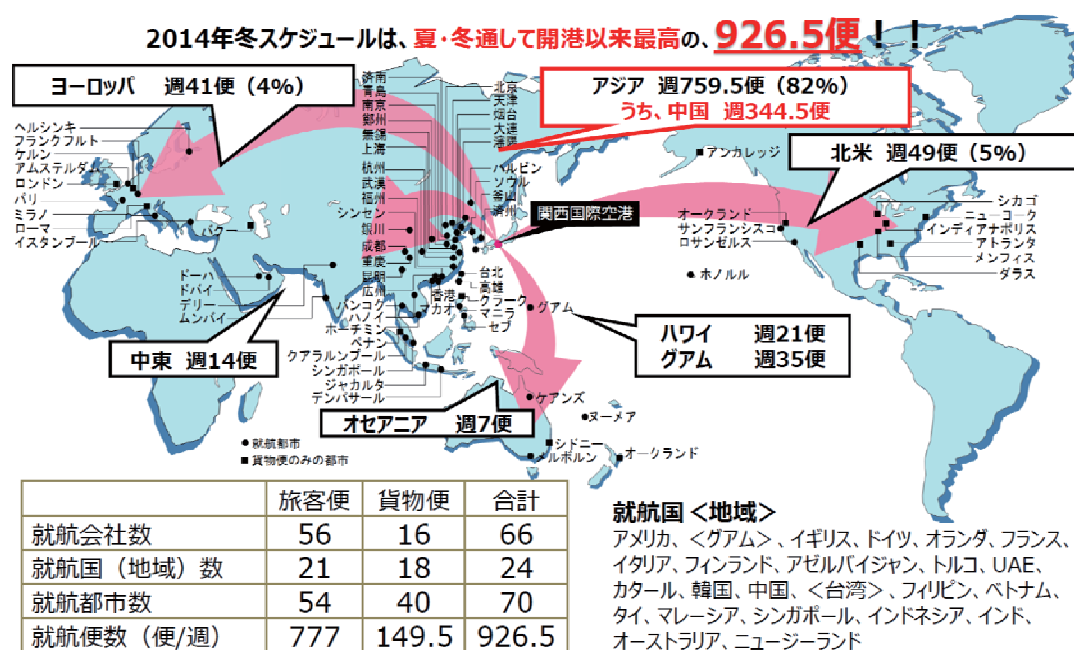 2014年冬スケジュールは、夏・冬通して開港以来最高の、926.5便！！
ヨーロッパ 週41便（4%）
アジア 週759.5便（82%）
うち、中国 週344.5便
北米 週49便（5%）
ヘルシンキ
フランクフルト
ケルン
アムステルダム
ロンドン
パリ
ミラノ
ローマ
イスタンブール
バクー
ドーハ
ドバイ
デリー
ムンバイ
中東 週14便
済南
青島
南京
鄭州
無錫
上海
杭州
武漢
福州
シンセン
銀川
成都
重慶
昆明
広州
バンコク
ハノイ
ホーチミン
ペナン
クアラルンプール
シンガポール
ジャカルタ
デンパサール
北京
天津
烟台
大連
瀋陽
ハルビン
ソウル
釜山
済州
関西国際空港
台北
高雄
香港
クラーク
マカオ
マニラ
セブ
グアム
アンカレッジ
オークランド
サンフランシスコ
ロサンゼルス
ホノルル
シカゴ
ニューヨーク
インディアナポリス
アトランタ
メンフィス
ダラス
ハワイ 週21便
グアム 週35便
オセアニア 週7便
ケアンズ
ヌーメア
シドニー
メルボルン
オークランド
●就航都市
■貨物便のみの都市
旅客便 貨物便 合計
就航会社数 56 16 66
就航国（地域）数 21 18 24
就航都市数 54 40 70
就航便数（便/週） 777 149.5 926.5
就航国＜地域＞
アメリカ、＜グアム＞、イギリス、ドイツ、オランダ、フランス、
イタリア、フィンランド、アゼルバイジャン、トルコ、UAE、
カタール、韓国、中国、＜台湾＞、フィリピン、ベトナム、
タイ、マレーシア、シンガポール、インドネシア、インド、
オーストラリア、ニュージーランド